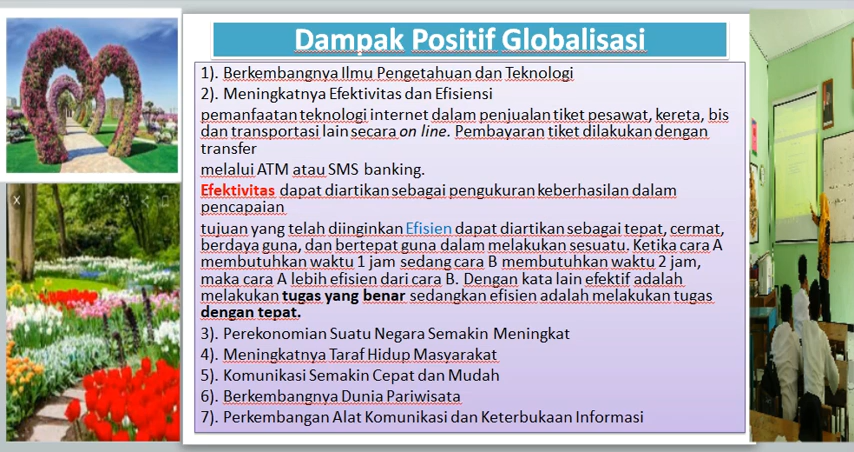 Dampak Positif Globalisasi
1). Berkembangnya Ilmu Pengetahuan dan Teknologi
2). Meningkatnya Efektivitas dan Efisiensi
pemanfaatan teknologi internet dalam penjualan tiket pesawat, kereta, bis
dan transportasi lain secara on line. Pembayaran tiket dilakukan dengan
transfer
melalui ATM atau SMS banking.
Efektivitas dapat diartikan sebagai pengukuran keberhasilan dalam
pencapaian
tujuan yang telah diinginkan Efisien dapat diartikan sebagai tepat, cermat,
berdaya guna, dan bertepat guna dalam melakukan sesuatu. Ketika cara A
membutuhkan waktu 1 jam sedang cara B membutuhkan waktu 2 jam,
maka cara A lebih efisien dari cara B. Dengan kata lain efektif adalah
melakukan tugas yang benar sedangkan efisien adalah melakukan tugas
dengan tepat.
3). Perekonomian Suatu Negara Semakin Meningkat
4). Meningkatnya Taraf Hidup Masyarakat
5). Komunikasi Semakin Cepat dan Mudah
6). Berkembangnya Dunia Pariwisata
7). Perkembangan Alat Komunikasi dan Keterbukaan Informasi